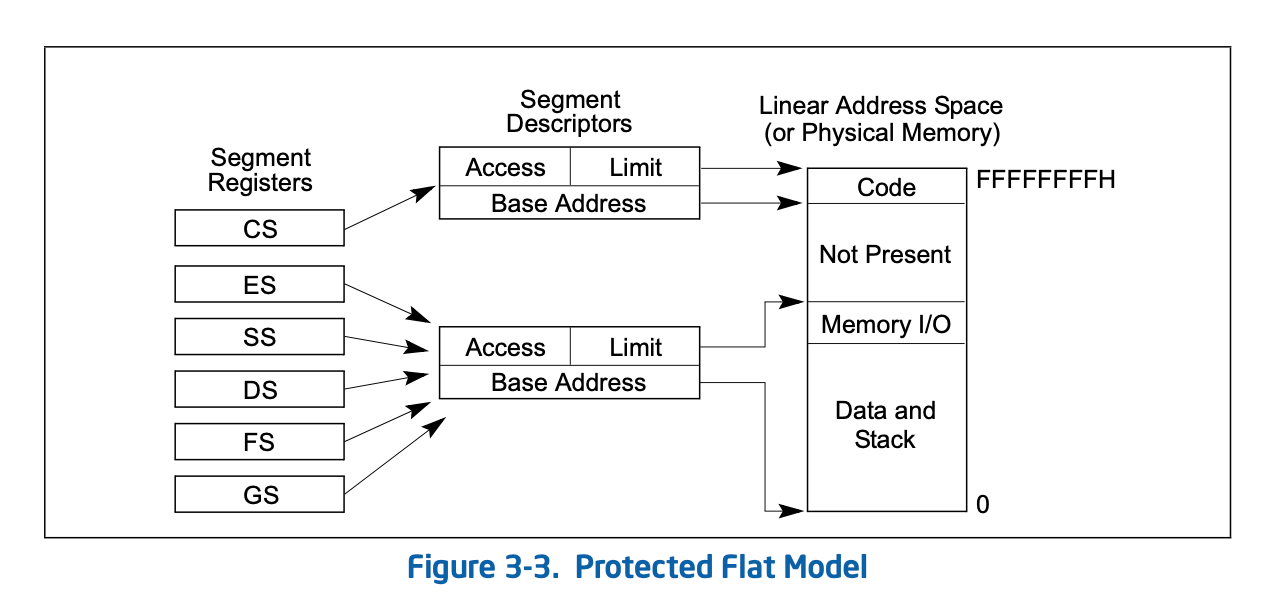 Segment
Registers
CS
ES
SS
DS
FS
GS
Segment
Descriptors
Access
Limit
Base Address
Access
Limit
Base Address
Linear Address Space
(or Physical Memory)
Code
FFFFFFFFH
Not Present
Memory I/O
Data and
Stack
0
Figure 3-3. Protected Flat Model